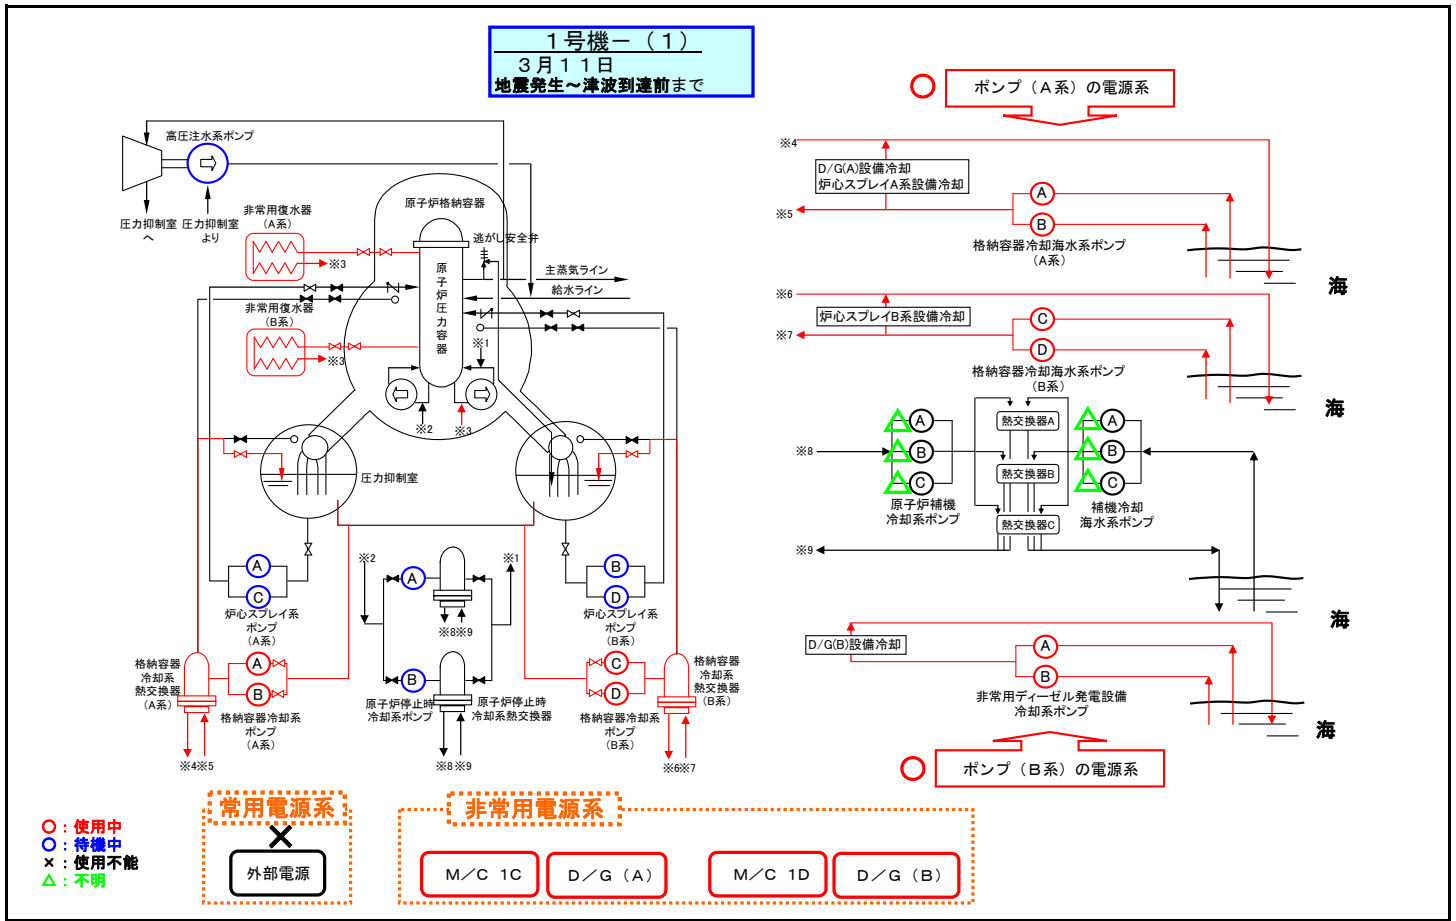 1号機－（1）
3月11日
地震発生～津波到達前まで
ポンプ（A系）の電源系
高圧注水系ポンプ
圧力抑制室
へ
圧力抑制室
より
非常用復水器
(A系)
※3
非常用復水器
(B系)
※3
原子炉格納容器
逃がし安全弁
原子炉圧力容器
主蒸気ライン
給水ライン
※1
※2
※3
圧力抑制室
※2
※1
A
C
炉心スプレイ系
ポンプ
(A系)
A
※8※9
B
D
炉心スプレイ系
ポンプ
(B系)
格納容器
冷却系
熱交換器
(A系)
A
B
格納容器冷却系
ポンプ
(A系)
※4※5
B
原子炉停止時
冷却系ポンプ
原子炉停止時
冷却系熱交換器
※8※9
C
D
格納容器冷却系
ポンプ
(B系)
格納容器
冷却系
熱交換器
(B系)
※6※7
※4
D/G(A)設備冷却
炉心スプレイA系設備冷却
※5
A
B
格納容器冷却海水系ポンプ
(A系)
海
※6
炉心スプレイB系設備冷却
※7
C
D
格納容器冷却海水系ポンプ
(B系)
海
※8
A
B
C
原子炉補機
冷却系ポンプ
熱交換器A
熱交換器B
熱交換器C
A
B
C
補機冷却
海水系ポンプ
※9
海
D/G(B)設備冷却
A
B
非常用ディーゼル発電設備
冷却系ポンプ
海
ポンプ（B系）の電源系
○：使用中
○：待機中
×：使用不能
△：不明
常用電源系
×
外部電源
非常用電源系
M／C 1C
D／G（A）
M／C 1D
D／G（B）